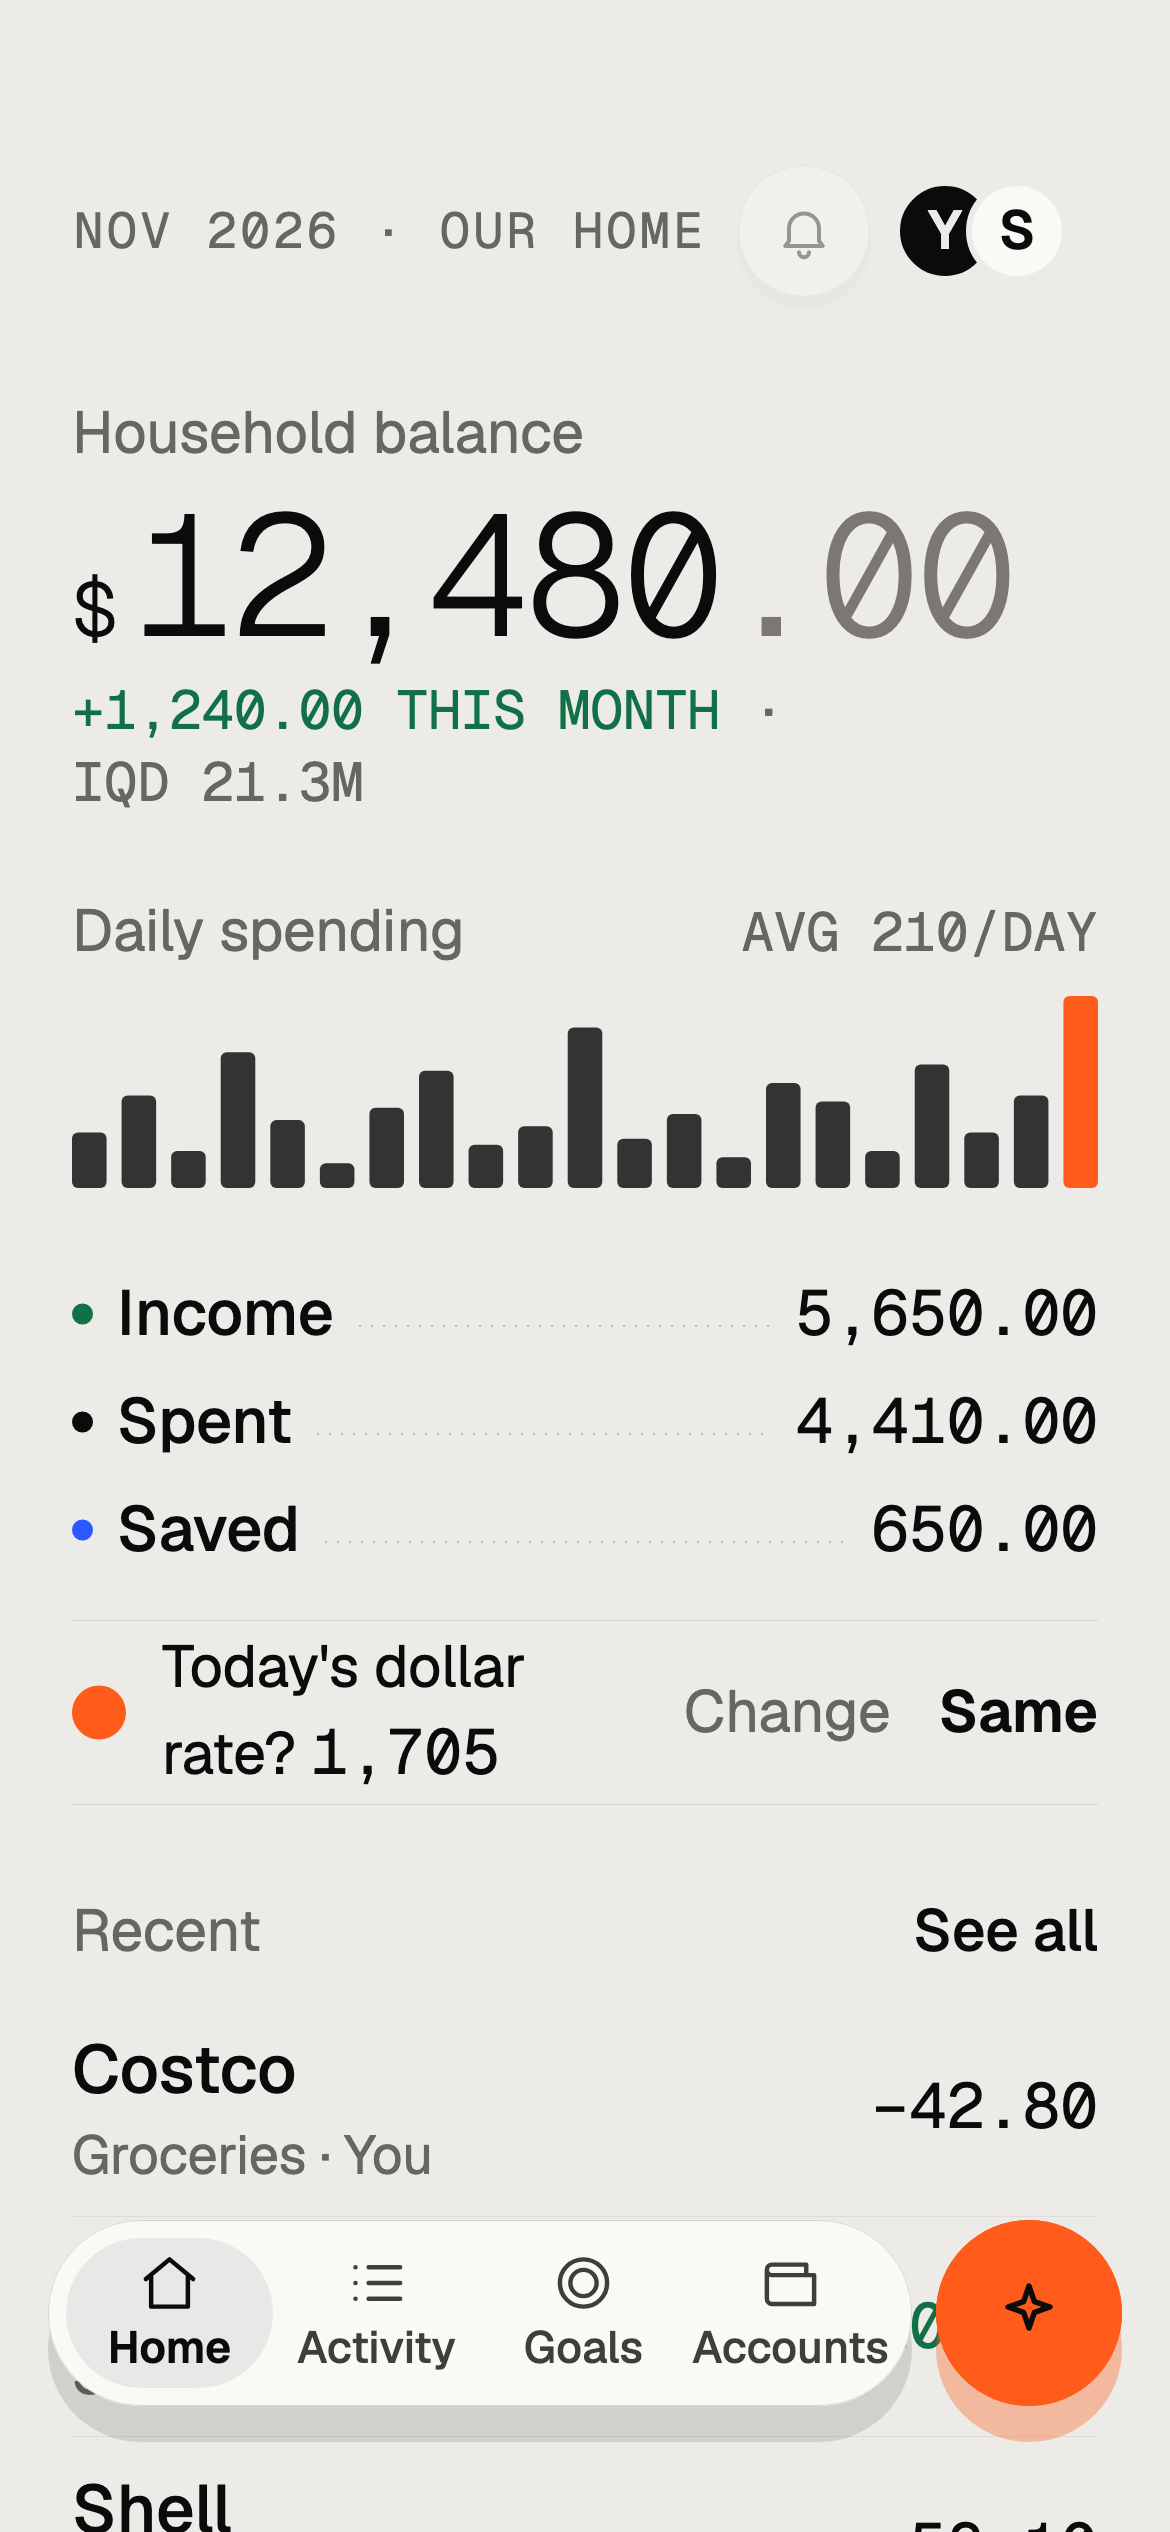 NOV 2026 · OUR HOME
Y S
Household balance
$12,480.00
+1,240.00 THIS MONTH ·
IQD 21.3M
Daily spending AVG 210/DAY
Income 5,650.00
Spent 4,410.00
Saved 650.00
Today's dollar
rate? 1,705
Change Same
Recent See all
Costco
−42.80
Groceries · You
Home Activity Goals Accounts
Shell